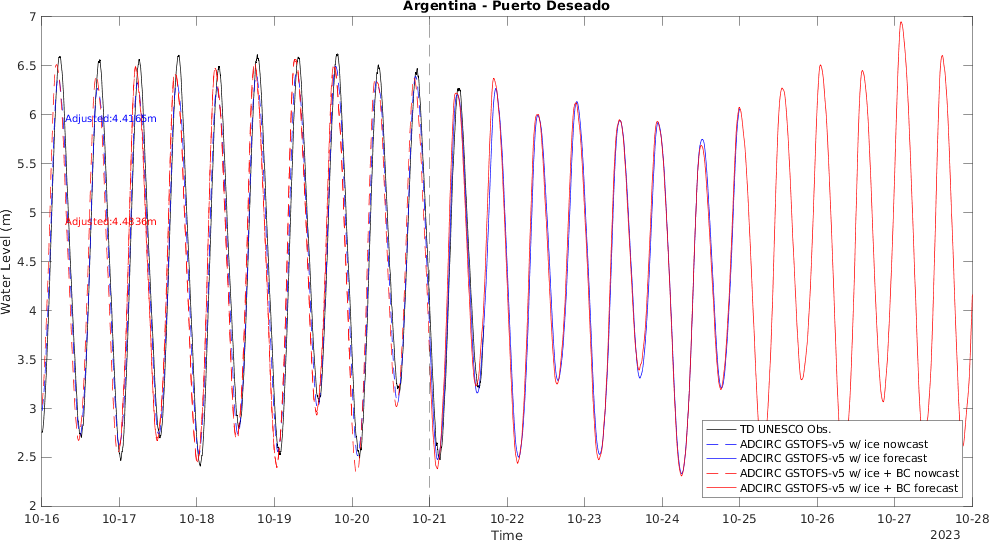 Argentina - Puerto Deseado
7
6.5
6
5.5
5
4.5
4
3.5
3
2.5
2
Water Level (m)
Adjusted:4.4165m
Adjusted:4.4336m
TD UNESCO Obs.
ADCIRC GSTOFS-v5 w/ ice nowcast
ADCIRC GSTOFS-v5 w/ ice forecast
ADCIRC GSTOFS-v5 w/ ice + BC nowcast
ADCIRC GSTOFS-v5 w/ ice + BC forecast
10-16 10-17 10-18 10-19 10-20 10-21 10-22 10-23 10-24 10-25 10-26 10-27 10-28
Time
2023